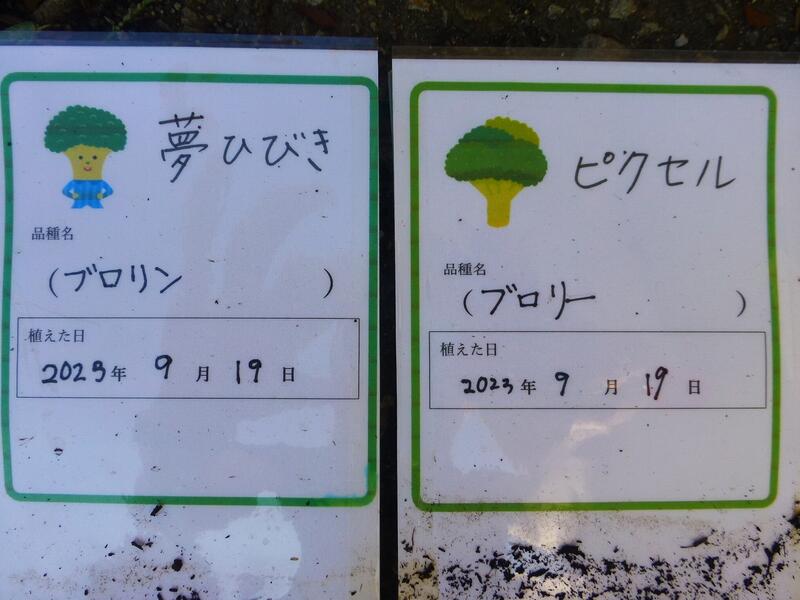 夢ひびき
品種名
(ブロリン )
植えた日
2023年 9月 19日
ピクセル
品種名
(ブロリー )
植えた日
2023年 9月 19日